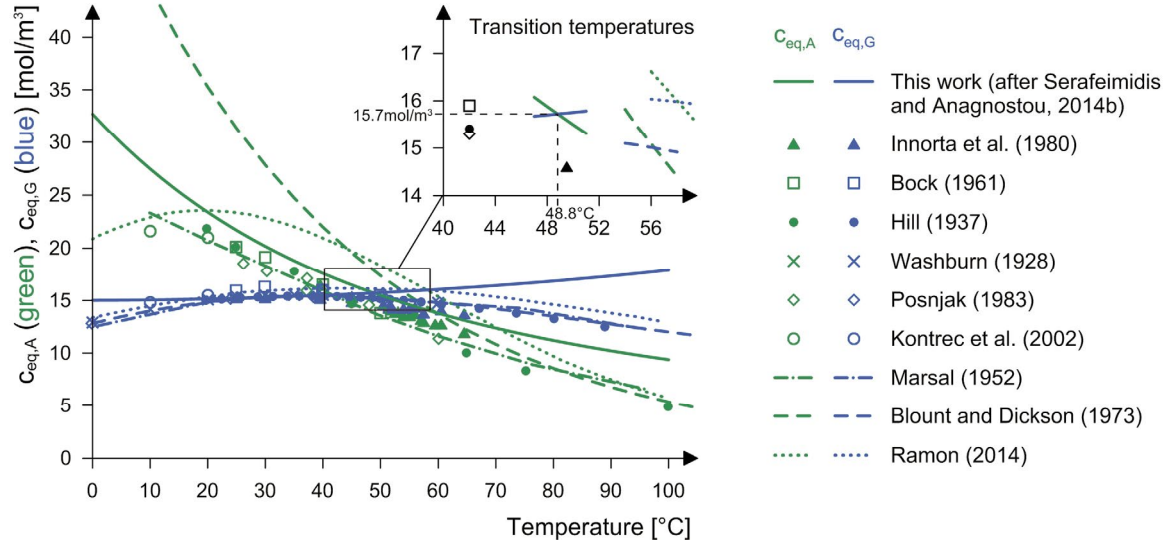 c_eq,A (green), c_eq,G (blue) [mol/m³]
40
35
30
25
20
15
10
5
0
0 10 20 30 40 50 60 70 80 90 100
Temperature [°C]
Transition temperatures
17
16
15.7mol/m³
15
14
48.8°C
40 44 48 52 56
c_eq,A c_eq,G
This work (after Serafeimidis
and Anagnostou, 2014b)
Innorta et al. (1980)
Bock (1961)
Hill (1937)
Washburn (1928)
Posnjak (1983)
Kontrec et al. (2002)
Marsal (1952)
Blount and Dickson (1973)
Ramon (2014)